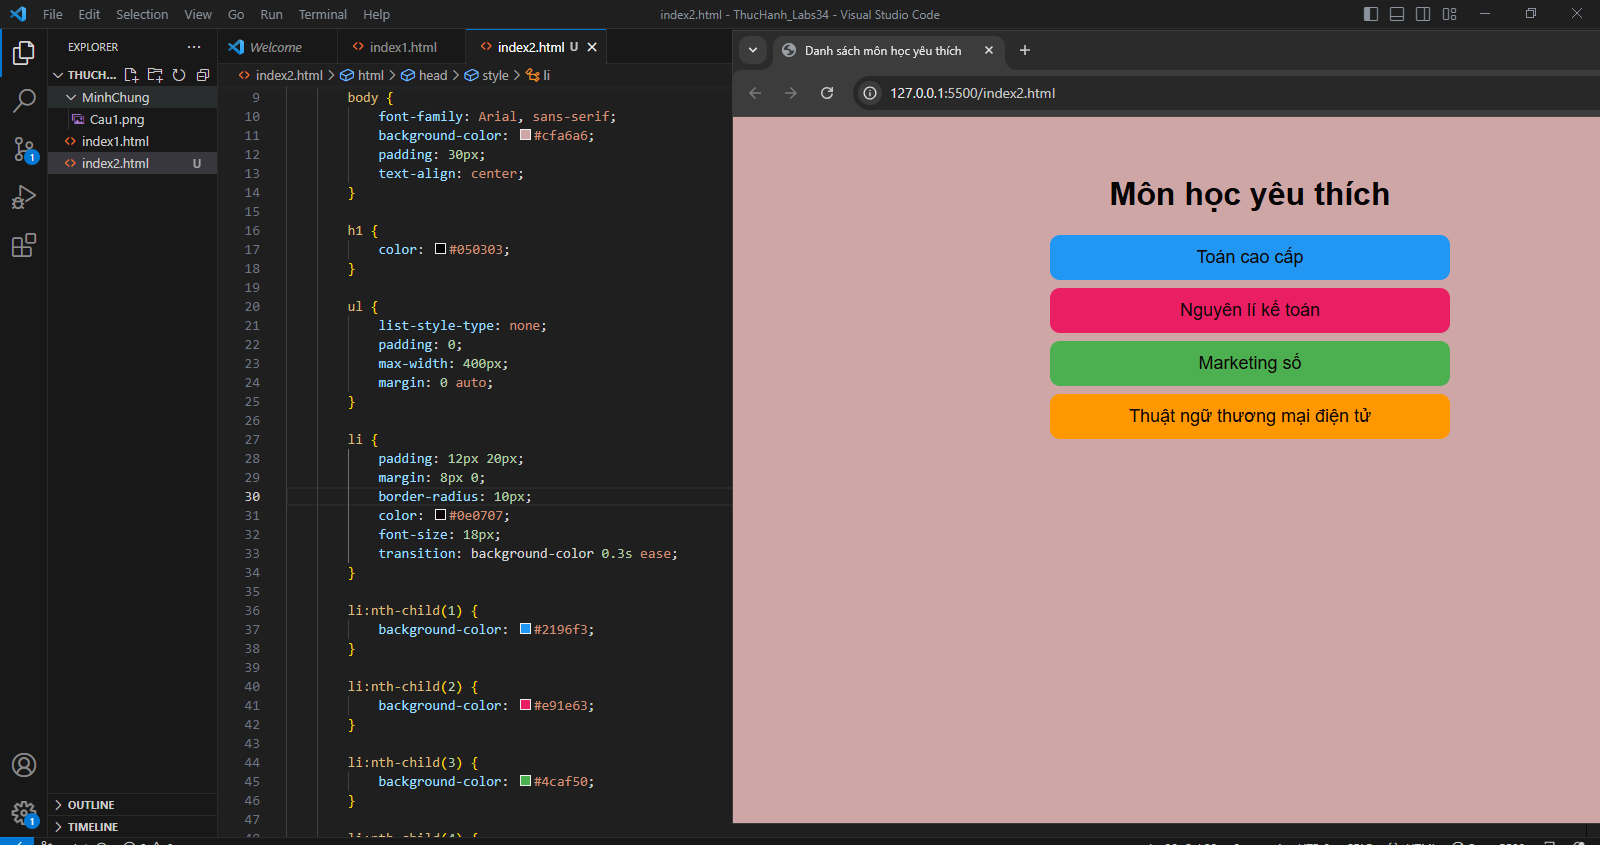 File Edit Selection View Go Run Terminal Help
index2.html - ThucHanh_Labs34 - Visual Studio Code
EXPLORER
THUCH...
MinhChung
Cau1.png
index1.html
index2.html U
OUTLINE
TIMELINE
1
1
Welcome
index1.html
index2.html U
index2.html > html > head > style > li
9 body {
10 font-family: Arial, sans-serif;
11 background-color: #cfa6a6;
12 padding: 30px;
13 text-align: center;
14 }
15
16 h1 {
17 color: #050303;
18 }
19
20 ul {
21 list-style-type: none;
22 padding: 0;
23 max-width: 400px;
24 margin: 0 auto;
25 }
26
27 li {
28 padding: 12px 20px;
29 margin: 8px 0;
30 border-radius: 10px;
31 color: #0e0707;
32 font-size: 18px;
33 transition: background-color 0.3s ease;
34 }
35
36 li:nth-child(1) {
37 background-color: #2196f3;
38 }
39
40 li:nth-child(2) {
41 background-color: #e91e63;
42 }
43
44 li:nth-child(3) {
45 background-color: #4caf50;
46 }
47
Danh sách môn học yêu thích
127.0.0.1:5500/index2.html
Môn học yêu thích
Toán cao cấp
Nguyên lí kế toán
Marketing số
Thuật ngữ thương mại điện tử